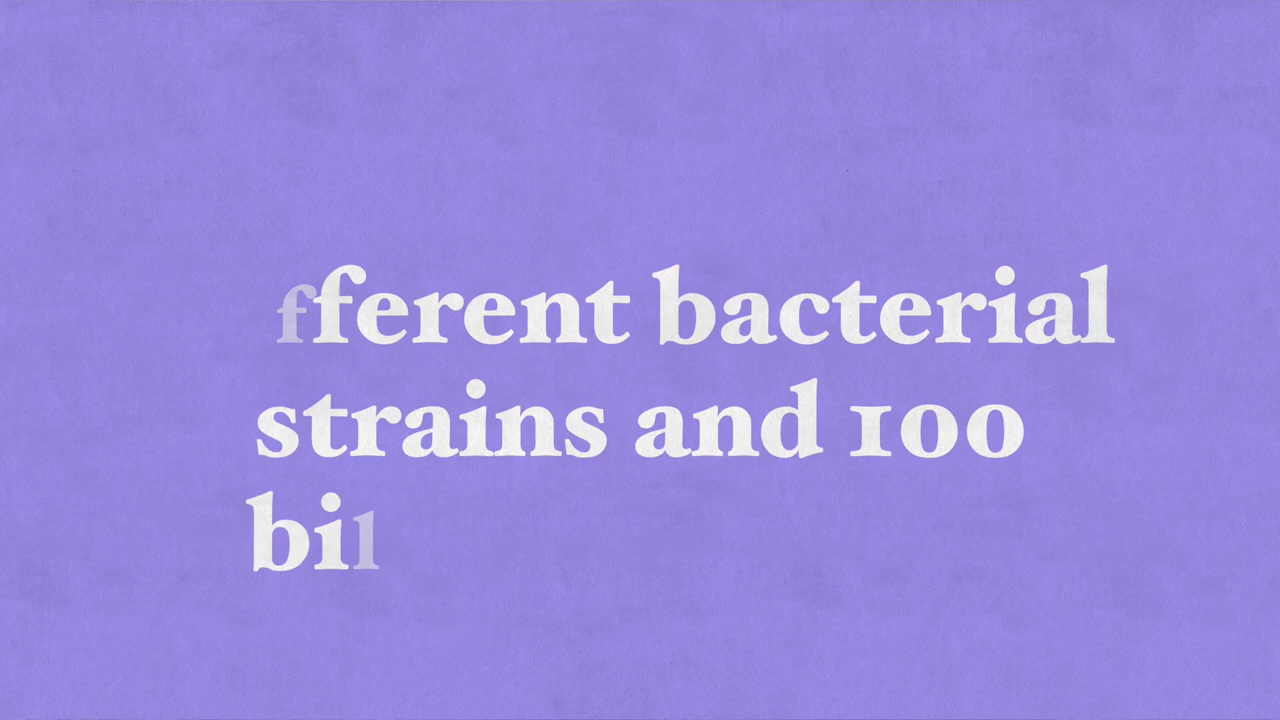 fferent bacterial
strains and 100
bil